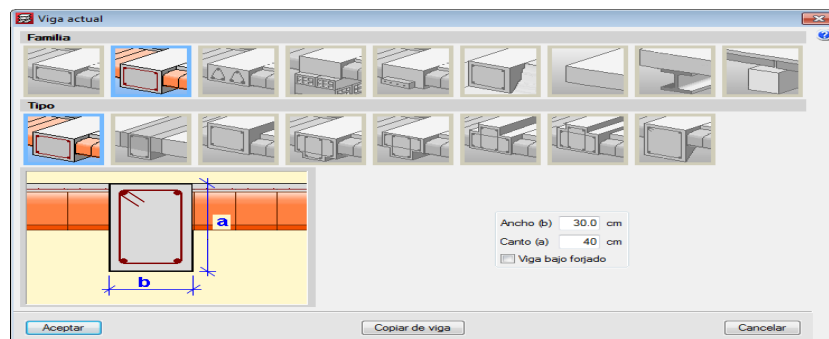 Viga actual
Familia
Tipo
a
b
Ancho (b) 30.0 cm
Canto (a) 40 cm
Viga bajo forjado
Aceptar Copiar de viga Cancelar